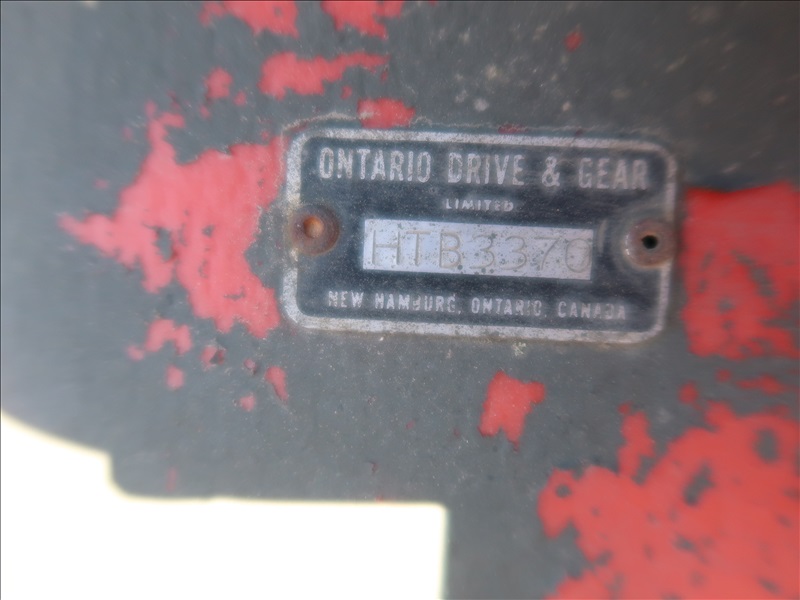 ONTARIO DRIVE & GEAR
LIMITED
HTB3370
NEW HAMBURG, ONTARIO, CANADA